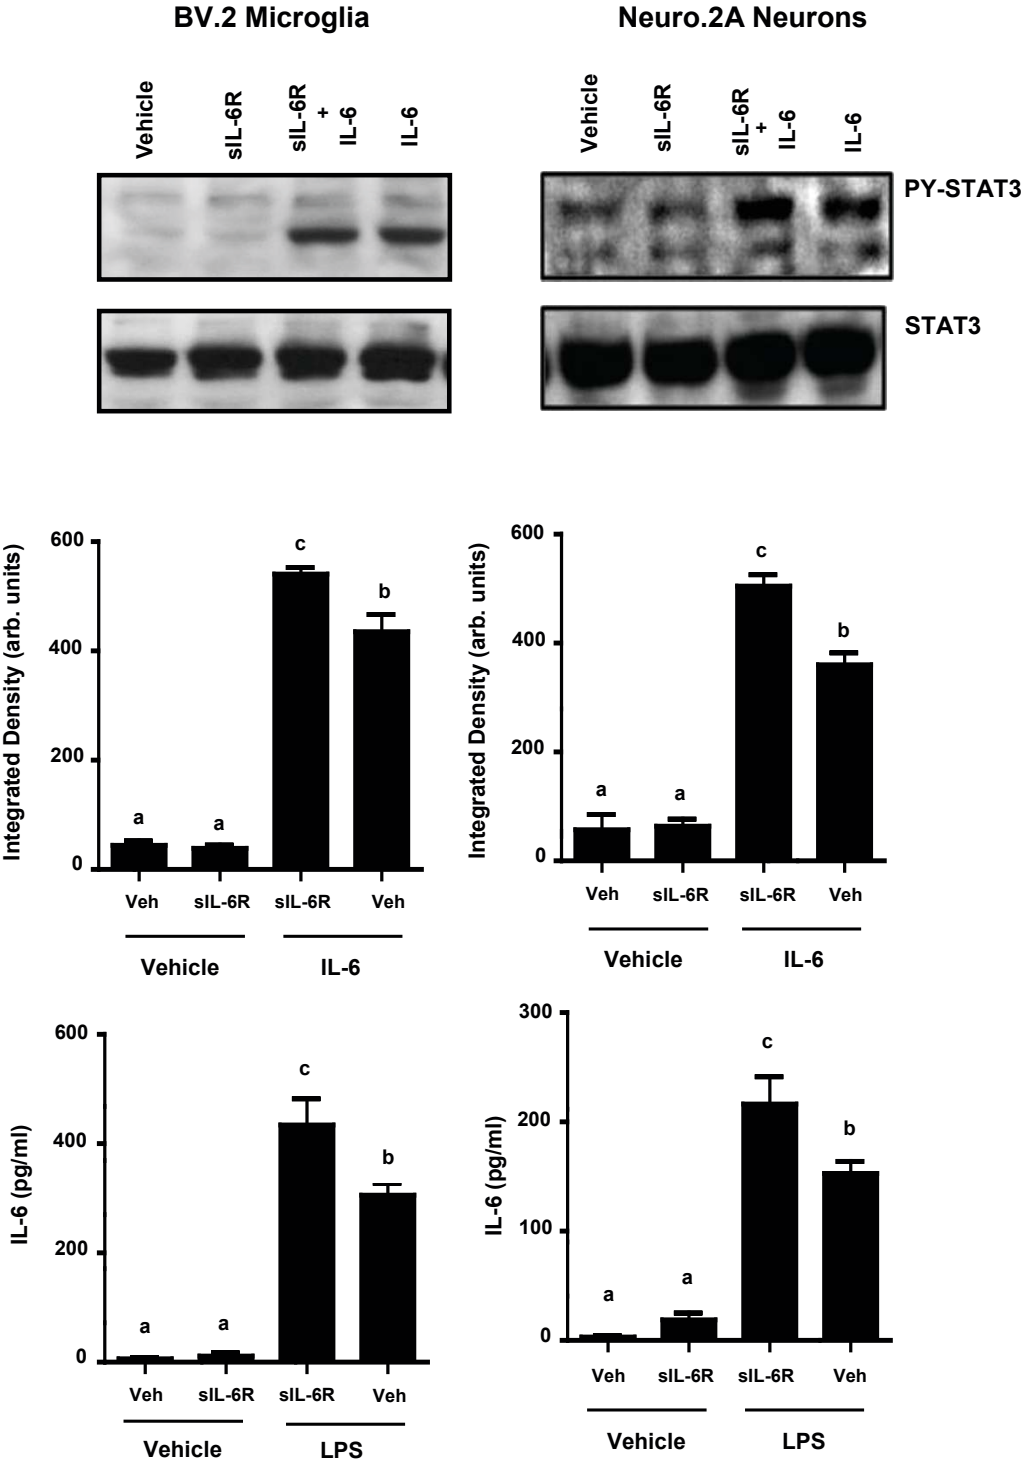 BV.2 Microglia
Neuro.2A Neurons
Vehicle
sIL-6R
sIL-6R
+
IL-6
IL-6
Vehicle
sIL-6R
sIL-6R
+
IL-6
IL-6
PY-STAT3
STAT3
Integrated Density (arb. units)
600
400
200
0
a
a
c
b
Veh
sIL-6R
sIL-6R
Veh
Vehicle
IL-6
Integrated Density (arb. units)
600
400
200
0
a
a
c
b
Veh
sIL-6R
sIL-6R
Veh
Vehicle
IL-6
IL-6 (pg/ml)
600
400
200
0
a
a
c
b
Veh
sIL-6R
sIL-6R
Veh
Vehicle
LPS
IL-6 (pg/ml)
300
200
100
0
a
a
c
b
Veh
sIL-6R
sIL-6R
Veh
Vehicle
LPS